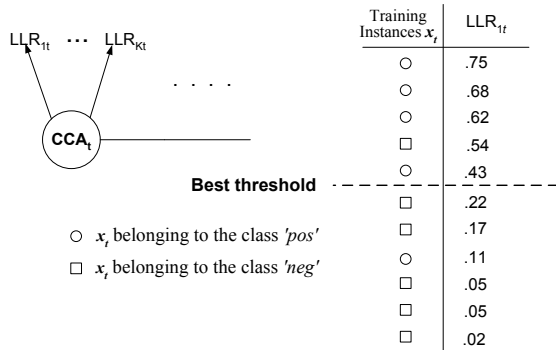 LLR1t ... LLRKt
. . . .
CCAt
Best threshold
xt belonging to the class 'pos'
xt belonging to the class 'neg'
Training
Instances xt LLR1t
.75
.68
.62
.54
.43
.22
.17
.11
.05
.05
.02